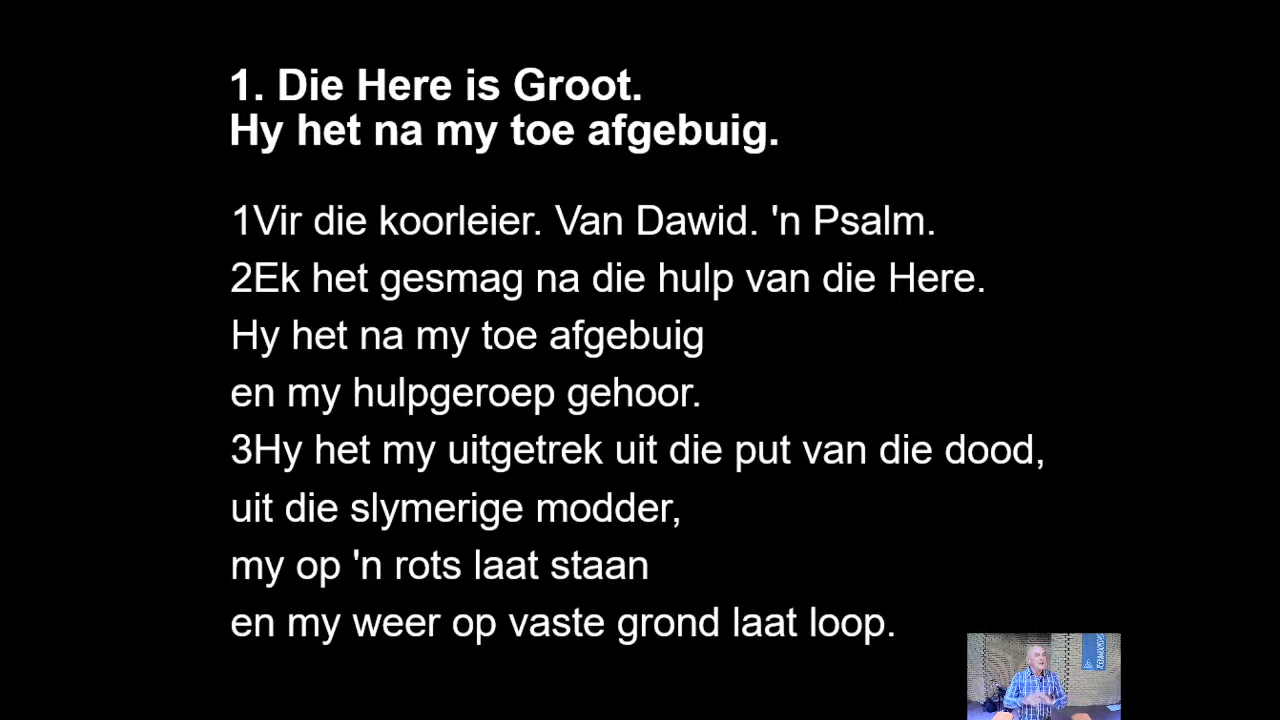 1. Die Here is Groot.
Hy het na my toe afgebuig.
1Vir die koorleier. Van Dawid. 'n Psalm.
2Ek het gesmag na die hulp van die Here.
Hy het na my toe afgebuig
en my hulpgeroep gehoor.
3Hy het my uitgetrek uit die put van die dood,
uit die slymerige modder,
my op 'n rots laat staan
en my weer op vaste grond laat loop.